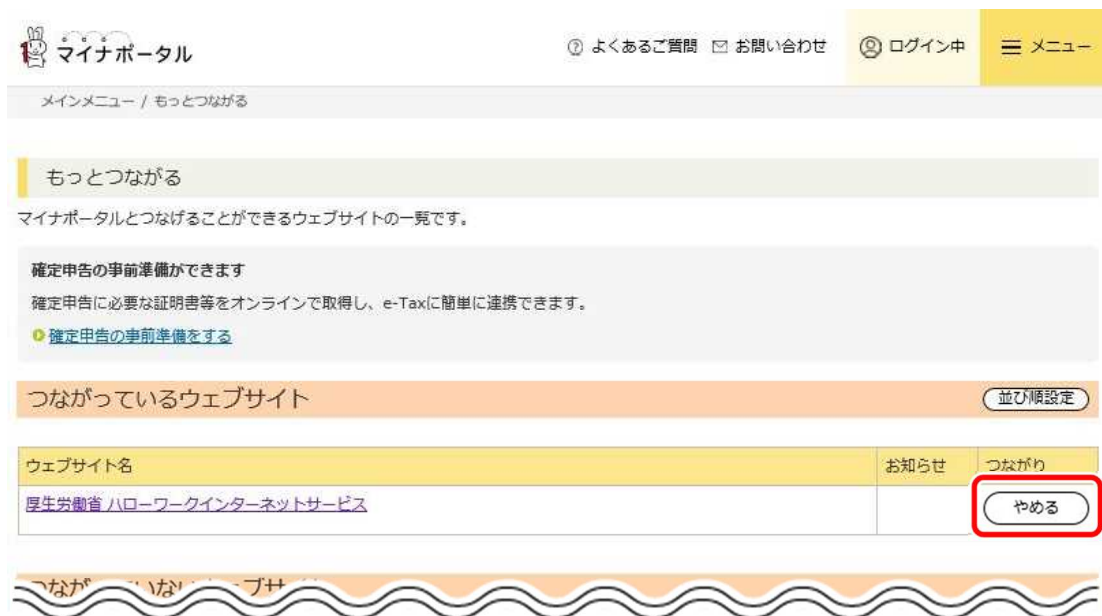 マイナポータル
よくあるご質問 お問い合わせ ログイン中 メニュー
メインメニュー / もっとつながる
もっとつながる
マイナポータルとつなげることができるウェブサイトの一覧です。
確定申告の事前準備ができます
確定申告に必要な証明書等をオンラインで取得し、e-Taxに簡単に連携できます。
確定申告の事前準備をする
つながっているウェブサイト 並び順設定
ウェブサイト名 お知らせ つながり
厚生労働省 ハローワークインターネットサービス やめる